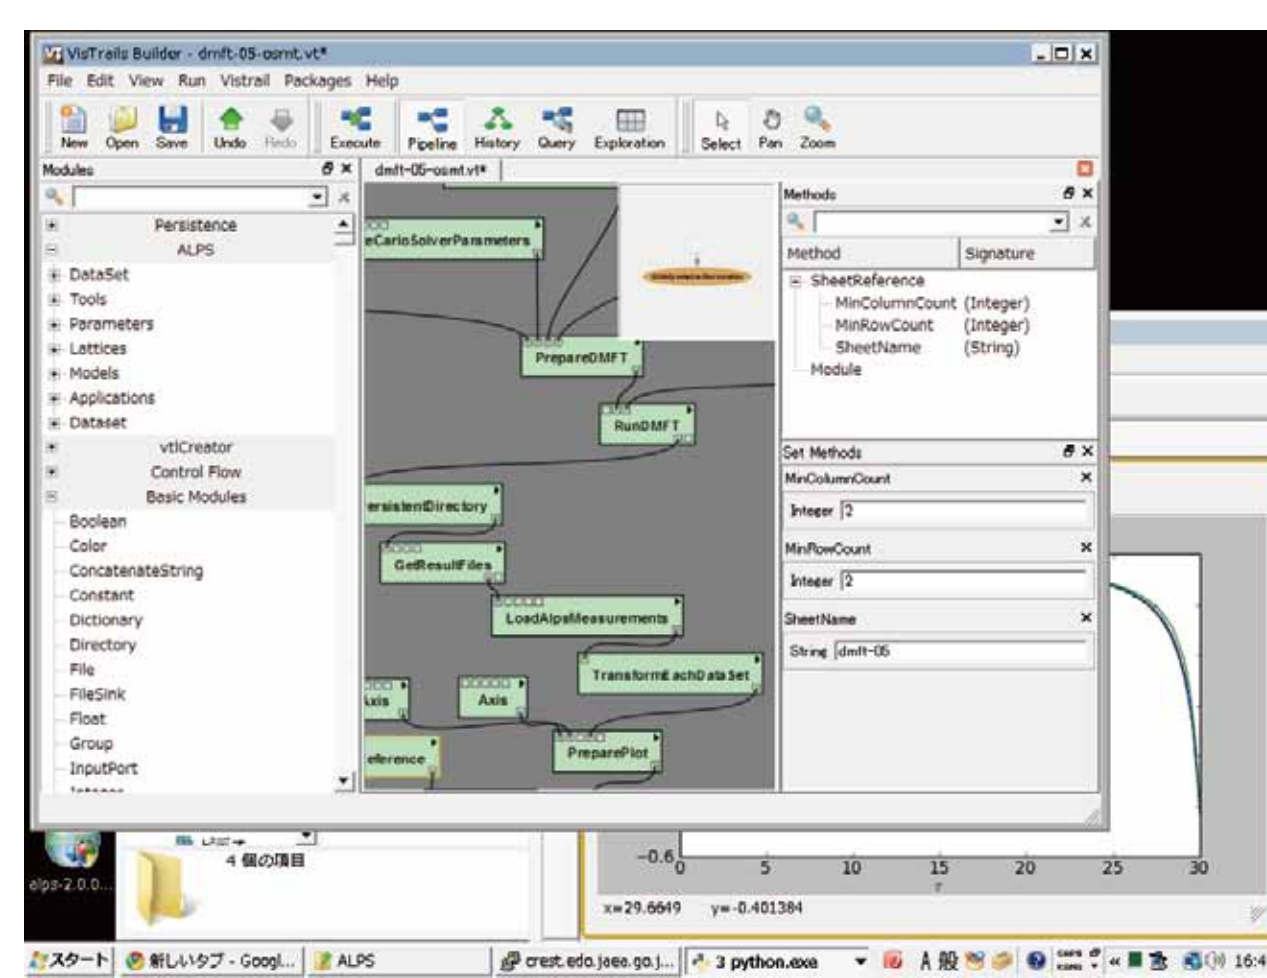 VisTrails Builder - dmft-05-osmt.vt*
File Edit View Run Vistrail Packages Help
New Open Save Undo Redo Execute Pipeline History Query Exploration Select Pan Zoom
Modules
dmft-05-osmt.vt*
Persistence
ALPS
DataSet
Tools
Parameters
Lattices
Models
Applications
Dataset
vtlCreator
Control Flow
Basic Modules
Boolean
Color
ConcatenateString
Constant
Dictionary
Directory
File
FileSink
Float
Group
InputPort
Integer
eCarloSolverParameters
PrepareDMFT
RunDMFT
ersistentDirectory
GetResultFiles
LoadAlpsMeasurements
TransformEachDataSet
Axis
Axis
PreparePlot
eference
Methods
Method Signature
SheetReference
MinColumnCount (Integer)
MinRowCount (Integer)
SheetName (String)
Module
Set Methods
MinColumnCount
Integer 2
MinRowCount
Integer 2
SheetName
String dmft-05
-0.6
0 5 10 15 20 25 30
τ
x=29.6649 y=-0.401384
4 個の項目
alps-2.0.0...
スタート
新しいタブ - Googl...
ALPS
crest.edo.jaea.go.j...
3 python.exe
A 般
CAPS
KANA
16:4